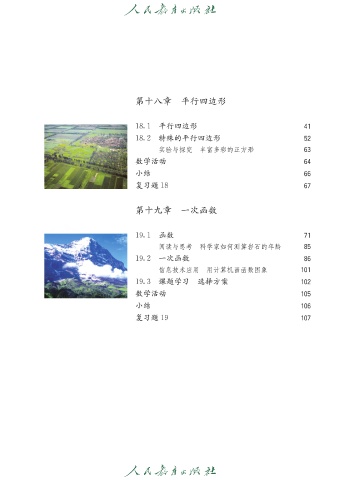 人民教育出版社
第十八章 平行四边形
18.1 平行四边形 41
18.2 特殊的平行四边形 52
实验与探究 丰富多彩的正方形 63
数学活动 64
小结 66
复习题18 67
第十九章 一次函数
19.1 函数 71
阅读与思考 科学家如何测算岩石的年龄 85
19.2 一次函数 86
信息技术应用 用计算机画函数图象 101
19.3 课题学习 选择方案 102
数学活动 105
小结 106
复习题19 107
人民教育出版社